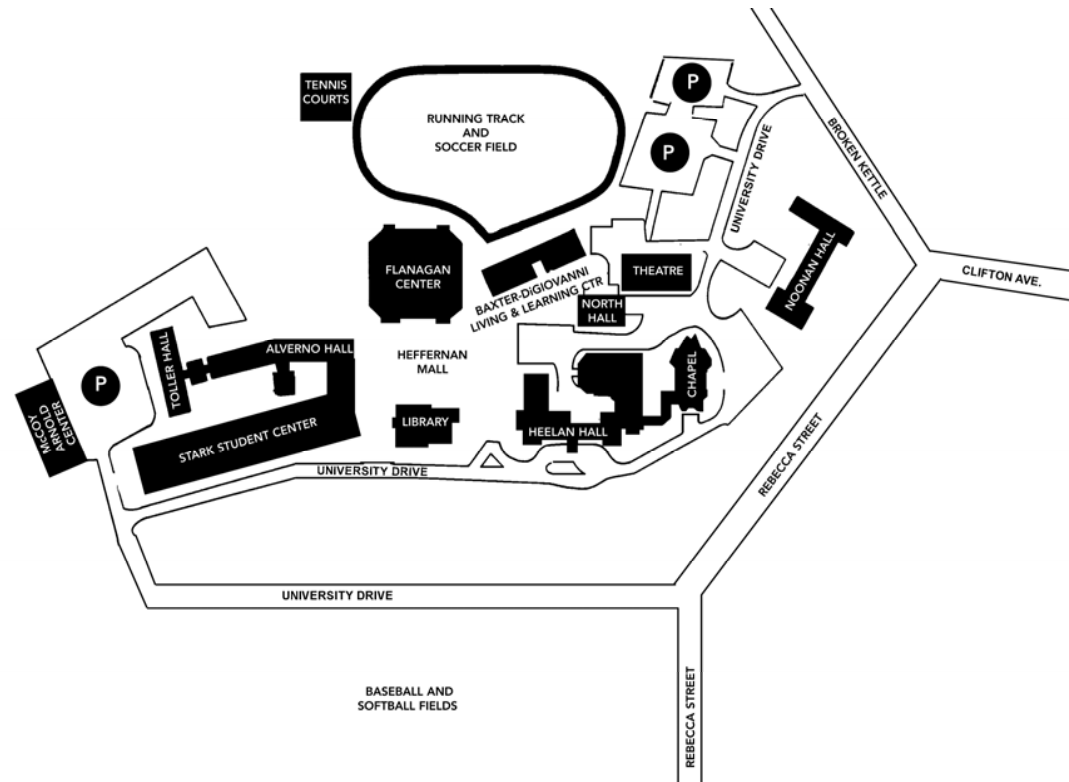 TENNIS
COURTS
RUNNING TRACK
AND
SOCCER FIELD
P
P
BROKEN KETTLE
UNIVERSITY DRIVE
NOONAN HALL
CLIFTON AVE.
FLANAGAN
CENTER
BAXTER-DiGIOVANNI
LIVING & LEARNING CTR
THEATRE
NORTH
HALL
HEFFERNAN
MALL
ALVERNO HALL
TOLLER HALL
P
McCOY
ARNOLD
CENTER
STARK STUDENT CENTER
LIBRARY
HEELAN HALL
CHAPEL
UNIVERSITY DRIVE
REBECCA STREET
UNIVERSITY DRIVE
BASEBALL AND
SOFTBALL FIELDS
REBECCA STREET